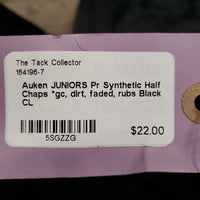 The Tack Collector
164196-7
Auken JUNIORS Pr Synthetic Half
Chaps *gc, dirt, faded, rubs Black
CL
5SGZZG
$22.00